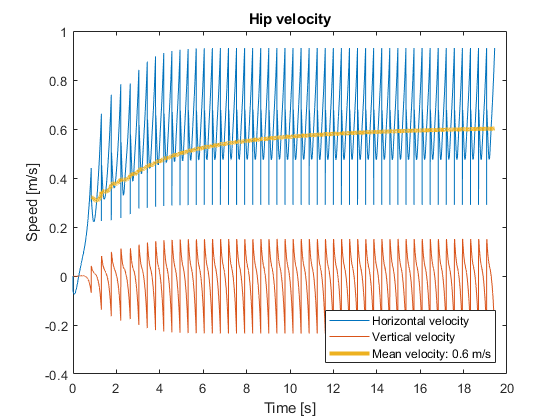 Hip velocity
1
0.8
0.6
0.4
0.2
0
-0.2
-0.4
Speed [m/s]
Horizontal velocity
Vertical velocity
Mean velocity: 0.6 m/s
0 2 4 6 8 10 12 14 16 18 20
Time [s]